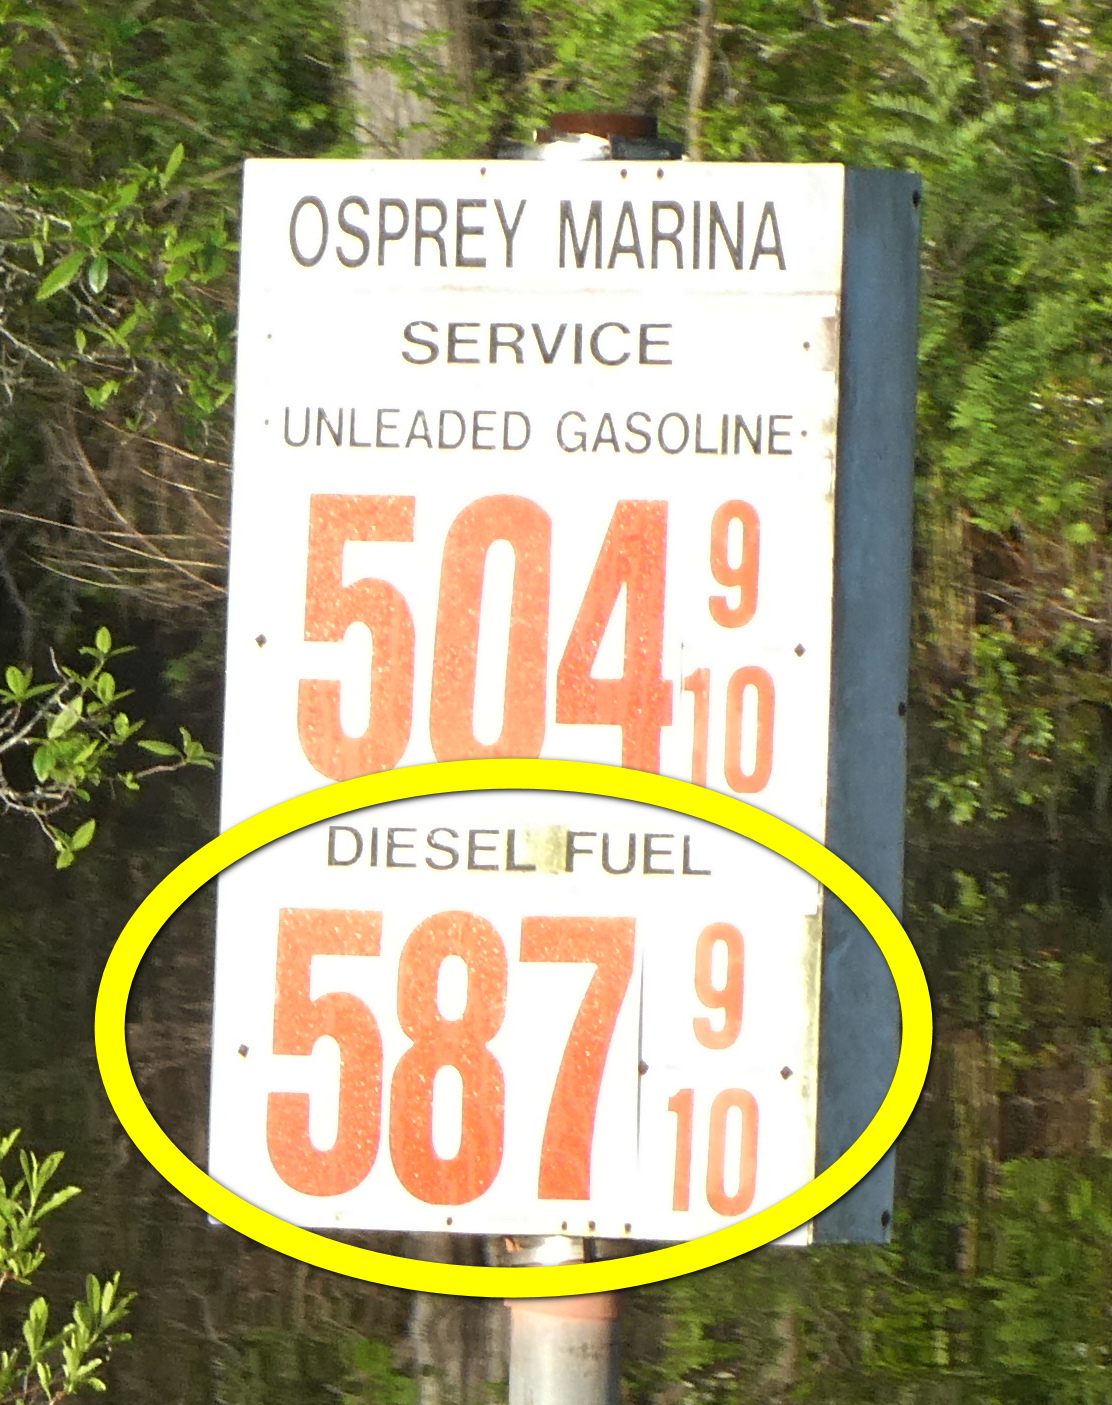 OSPREY MARINA
SERVICE
UNLEADED GASOLINE
504 9/10
DIESEL FUEL
587 9/10